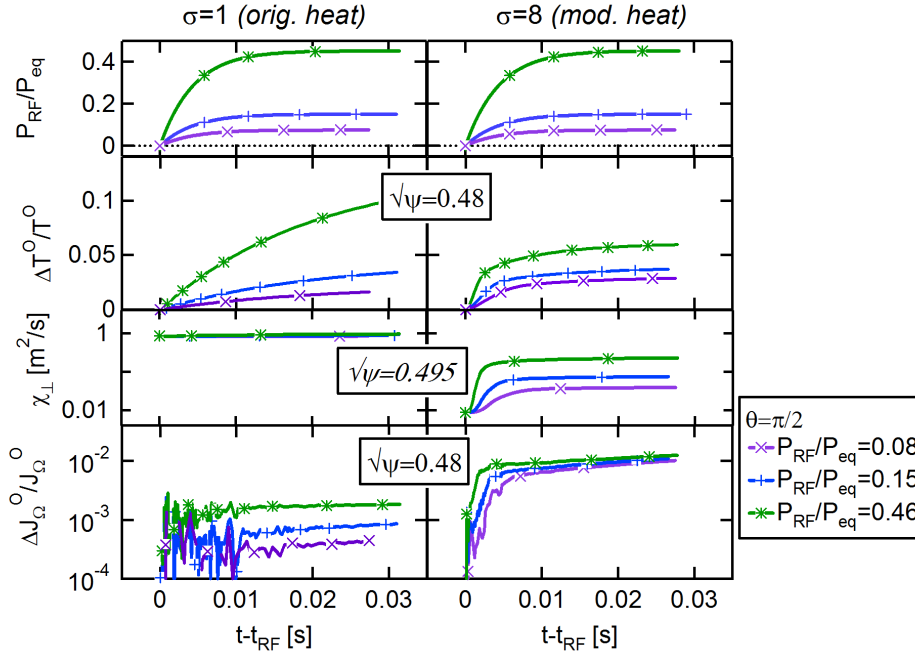 σ=1 (orig. heat) σ=8 (mod. heat)
P_RF/P_eq
0.4
0.2
0
ΔT^O/T^O
0.1
0.05
0
√ψ=0.48
χ_⊥ [m^2/s]
1
0.01
√ψ=0.495
ΔJ_Ω^O/J_Ω^O
10^-2
10^-3
10^-4
√ψ=0.48
0 0.01 0.02 0.03 0 0.01 0.02 0.03
t-t_RF [s] t-t_RF [s]
θ=π/2
P_RF/P_eq=0.08
P_RF/P_eq=0.15
P_RF/P_eq=0.46